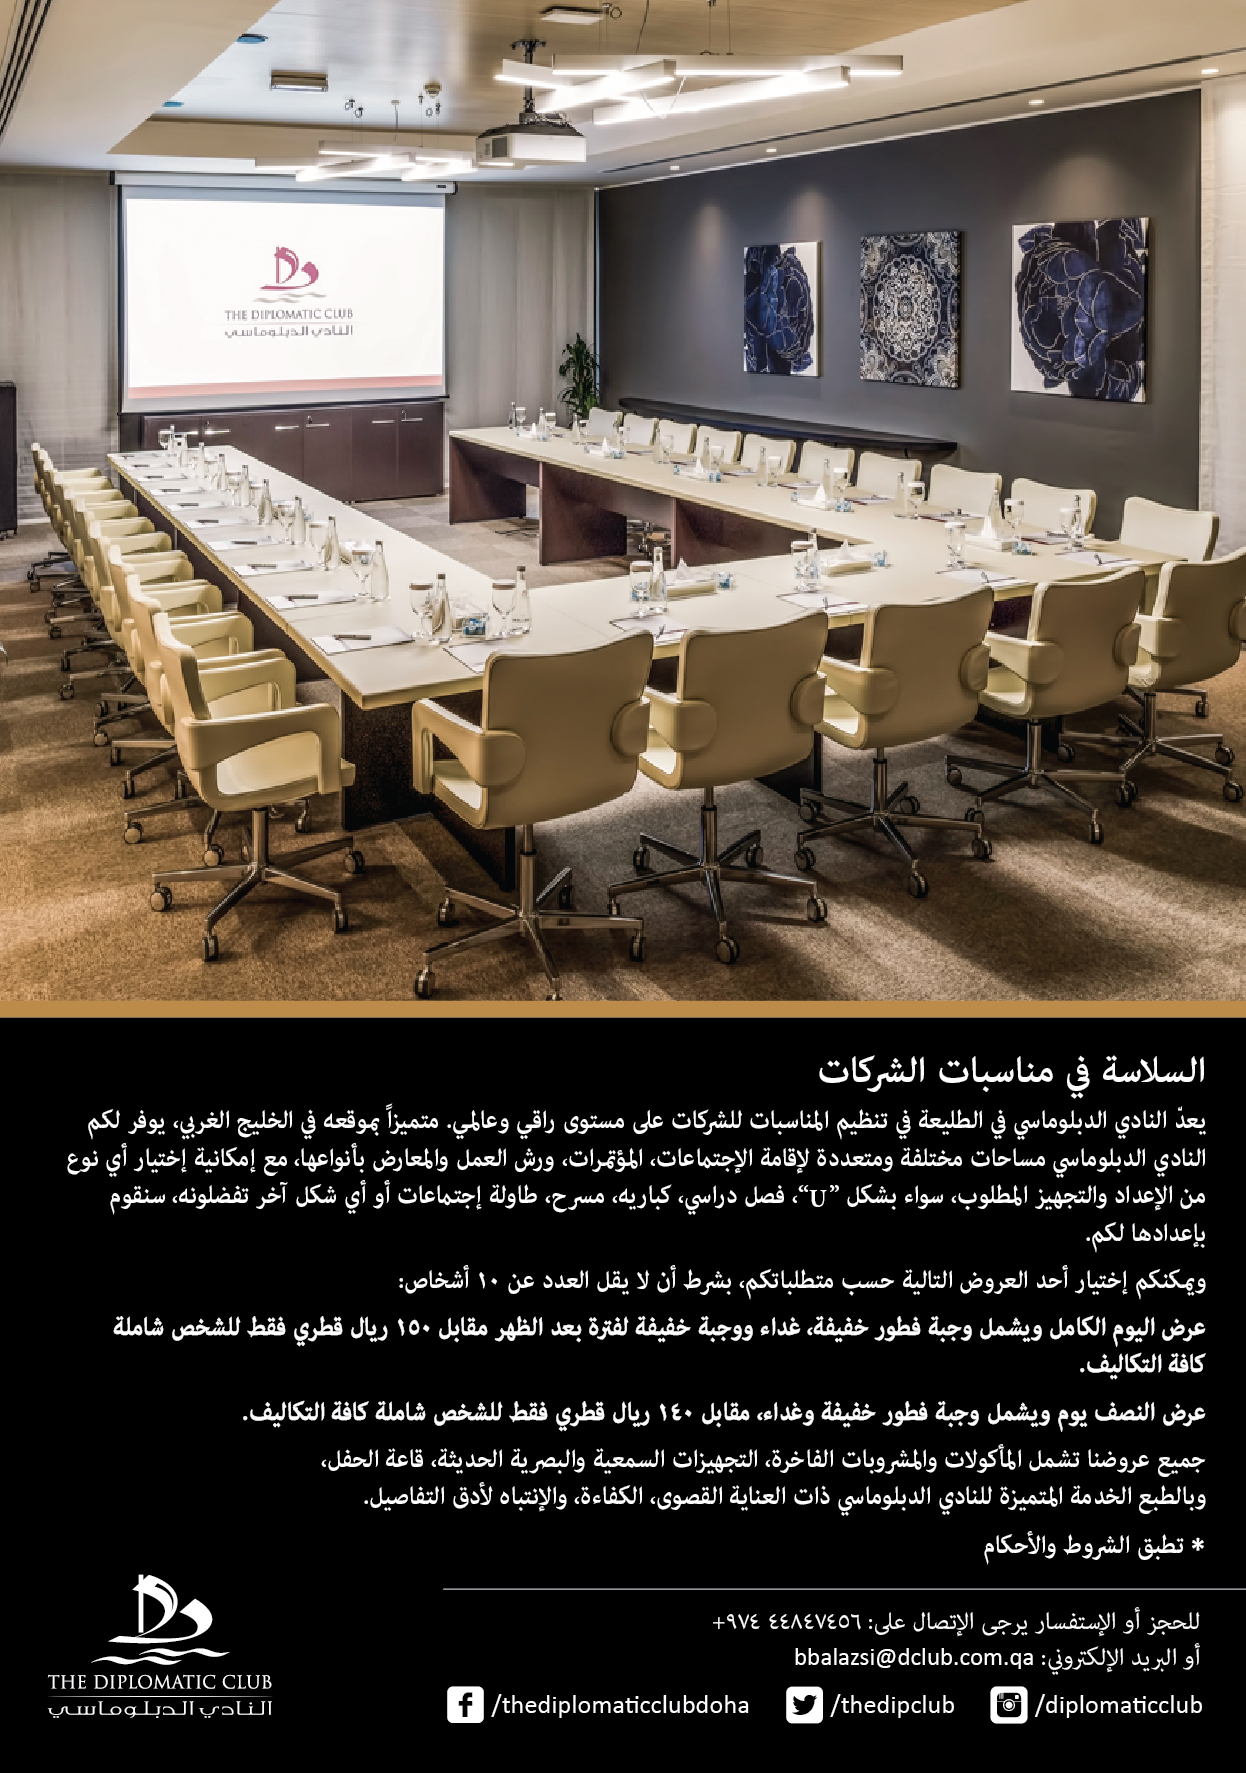 THE DIPLOMATIC CLUB
النادي الدبلوماسي
السلاسة في مناسبات الشركات
يعدّ النادي الدبلوماسي في الطليعة في تنظيم المناسبات للشركات على مستوى راقي وعالمي. متميزاً بموقعه في الخليج الغربي، يوفر لكم
النادي الدبلوماسي مساحات مختلفة ومتعددة لإقامة الإجتماعات، المؤتمرات، ورش العمل والمعارض بأنواعها، مع إمكانية إختيار أي نوع
من الإعداد والتجهيز المطلوب، سواء بشكل ”U“، فصل دراسي، كباريه، مسرح، طاولة إجتماعات أو أي شكل آخر تفضلونه، سنقوم
بإعدادها لكم.
ويمكنكم إختيار أحد العروض التالية حسب متطلباتكم، بشرط أن لا يقل العدد عن ١٠ أشخاص:
عرض اليوم الكامل ويشمل وجبة فطور خفيفة، غداء ووجبة خفيفة لفترة بعد الظهر مقابل ١٥٠ ريال قطري فقط للشخص شاملة
كافة التكاليف.
عرض النصف يوم ويشمل وجبة فطور خفيفة وغداء، مقابل ١٤٠ ريال قطري فقط للشخص شاملة كافة التكاليف.
جميع عروضنا تشمل المأكولات والمشروبات الفاخرة، التجهيزات السمعية والبصرية الحديثة، قاعة الحفل،
وبالطبع الخدمة المتميزة للنادي الدبلوماسي ذات العناية القصوى، الكفاءة، والإنتباه لأدق التفاصيل.
* تطبق الشروط والأحكام
للحجز أو الإستفسار يرجى الإتصال على: ٤٤٨٤٧٤٥٦ ٩٧٤+
أو البريد الإلكتروني: bbalazsi@dclub.com.qa
/thediplomaticclubdoha /thedipclub /diplomaticclub
THE DIPLOMATIC CLUB
النادي الدبلوماسي